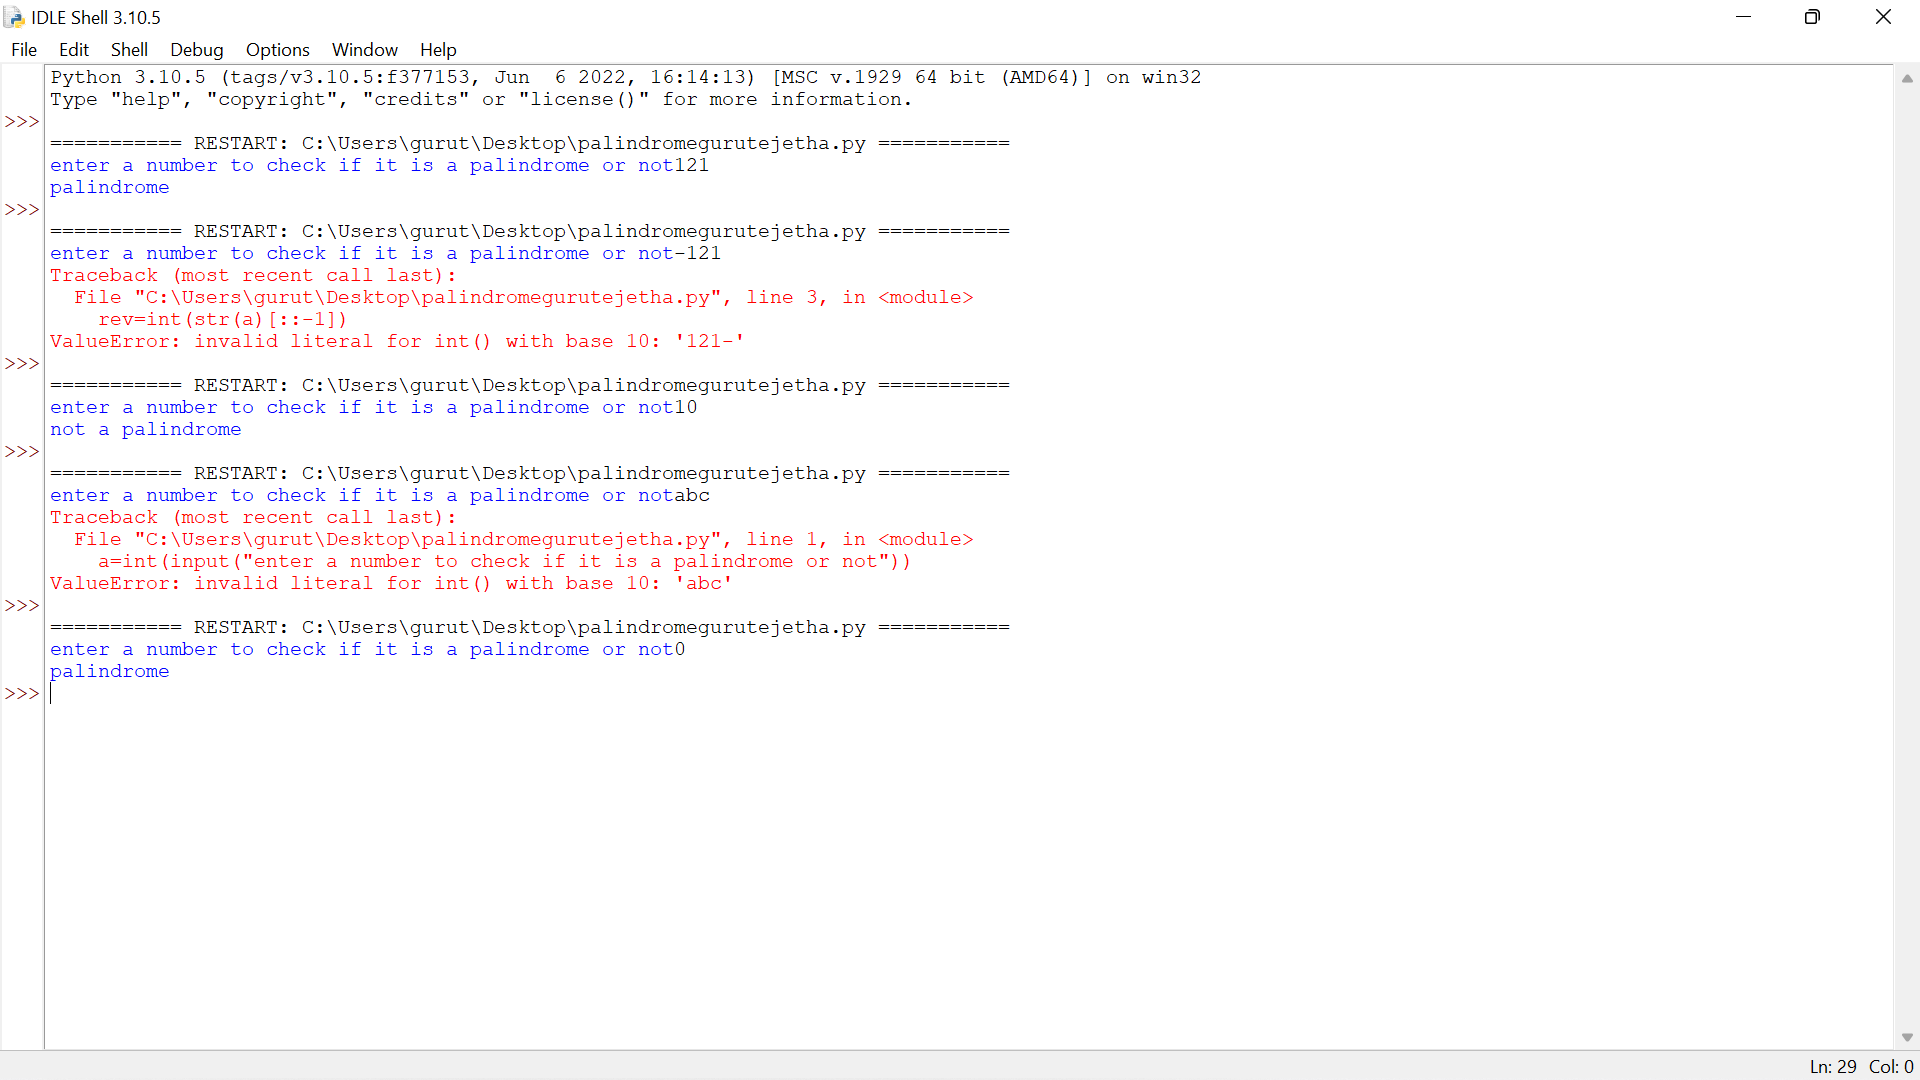 IDLE Shell 3.10.5
File Edit Shell Debug Options Window Help
Python 3.10.5 (tags/v3.10.5:f377153, Jun  6 2022, 16:14:13) [MSC v.1929 64 bit (AMD64)] on win32
Type "help", "copyright", "credits" or "license()" for more information.
>>>
=========== RESTART: C:\Users\gurut\Desktop\palindromegurutejetha.py ===========
enter a number to check if it is a palindrome or not121
palindrome
>>>
=========== RESTART: C:\Users\gurut\Desktop\palindromegurutejetha.py ===========
enter a number to check if it is a palindrome or not-121
Traceback (most recent call last):
  File "C:\Users\gurut\Desktop\palindromegurutejetha.py", line 3, in <module>
    rev=int(str(a)[::-1])
ValueError: invalid literal for int() with base 10: '121-'
>>>
=========== RESTART: C:\Users\gurut\Desktop\palindromegurutejetha.py ===========
enter a number to check if it is a palindrome or not10
not a palindrome
>>>
=========== RESTART: C:\Users\gurut\Desktop\palindromegurutejetha.py ===========
enter a number to check if it is a palindrome or notabc
Traceback (most recent call last):
  File "C:\Users\gurut\Desktop\palindromegurutejetha.py", line 1, in <module>
    a=int(input("enter a number to check if it is a palindrome or not"))
ValueError: invalid literal for int() with base 10: 'abc'
>>>
=========== RESTART: C:\Users\gurut\Desktop\palindromegurutejetha.py ===========
enter a number to check if it is a palindrome or not0
palindrome
>>>
Ln: 29 Col: 0